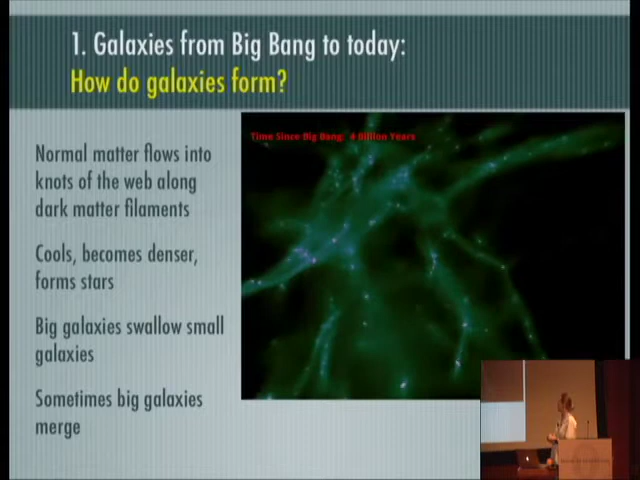 1. Galaxies from Big Bang to today:
How do galaxies form?
Time Since Big Bang: 4 Billion Years
Normal matter flows into
knots of the web along
dark matter filaments
Cools, becomes denser,
forms stars
Big galaxies swallow small
galaxies
Sometimes big galaxies
merge